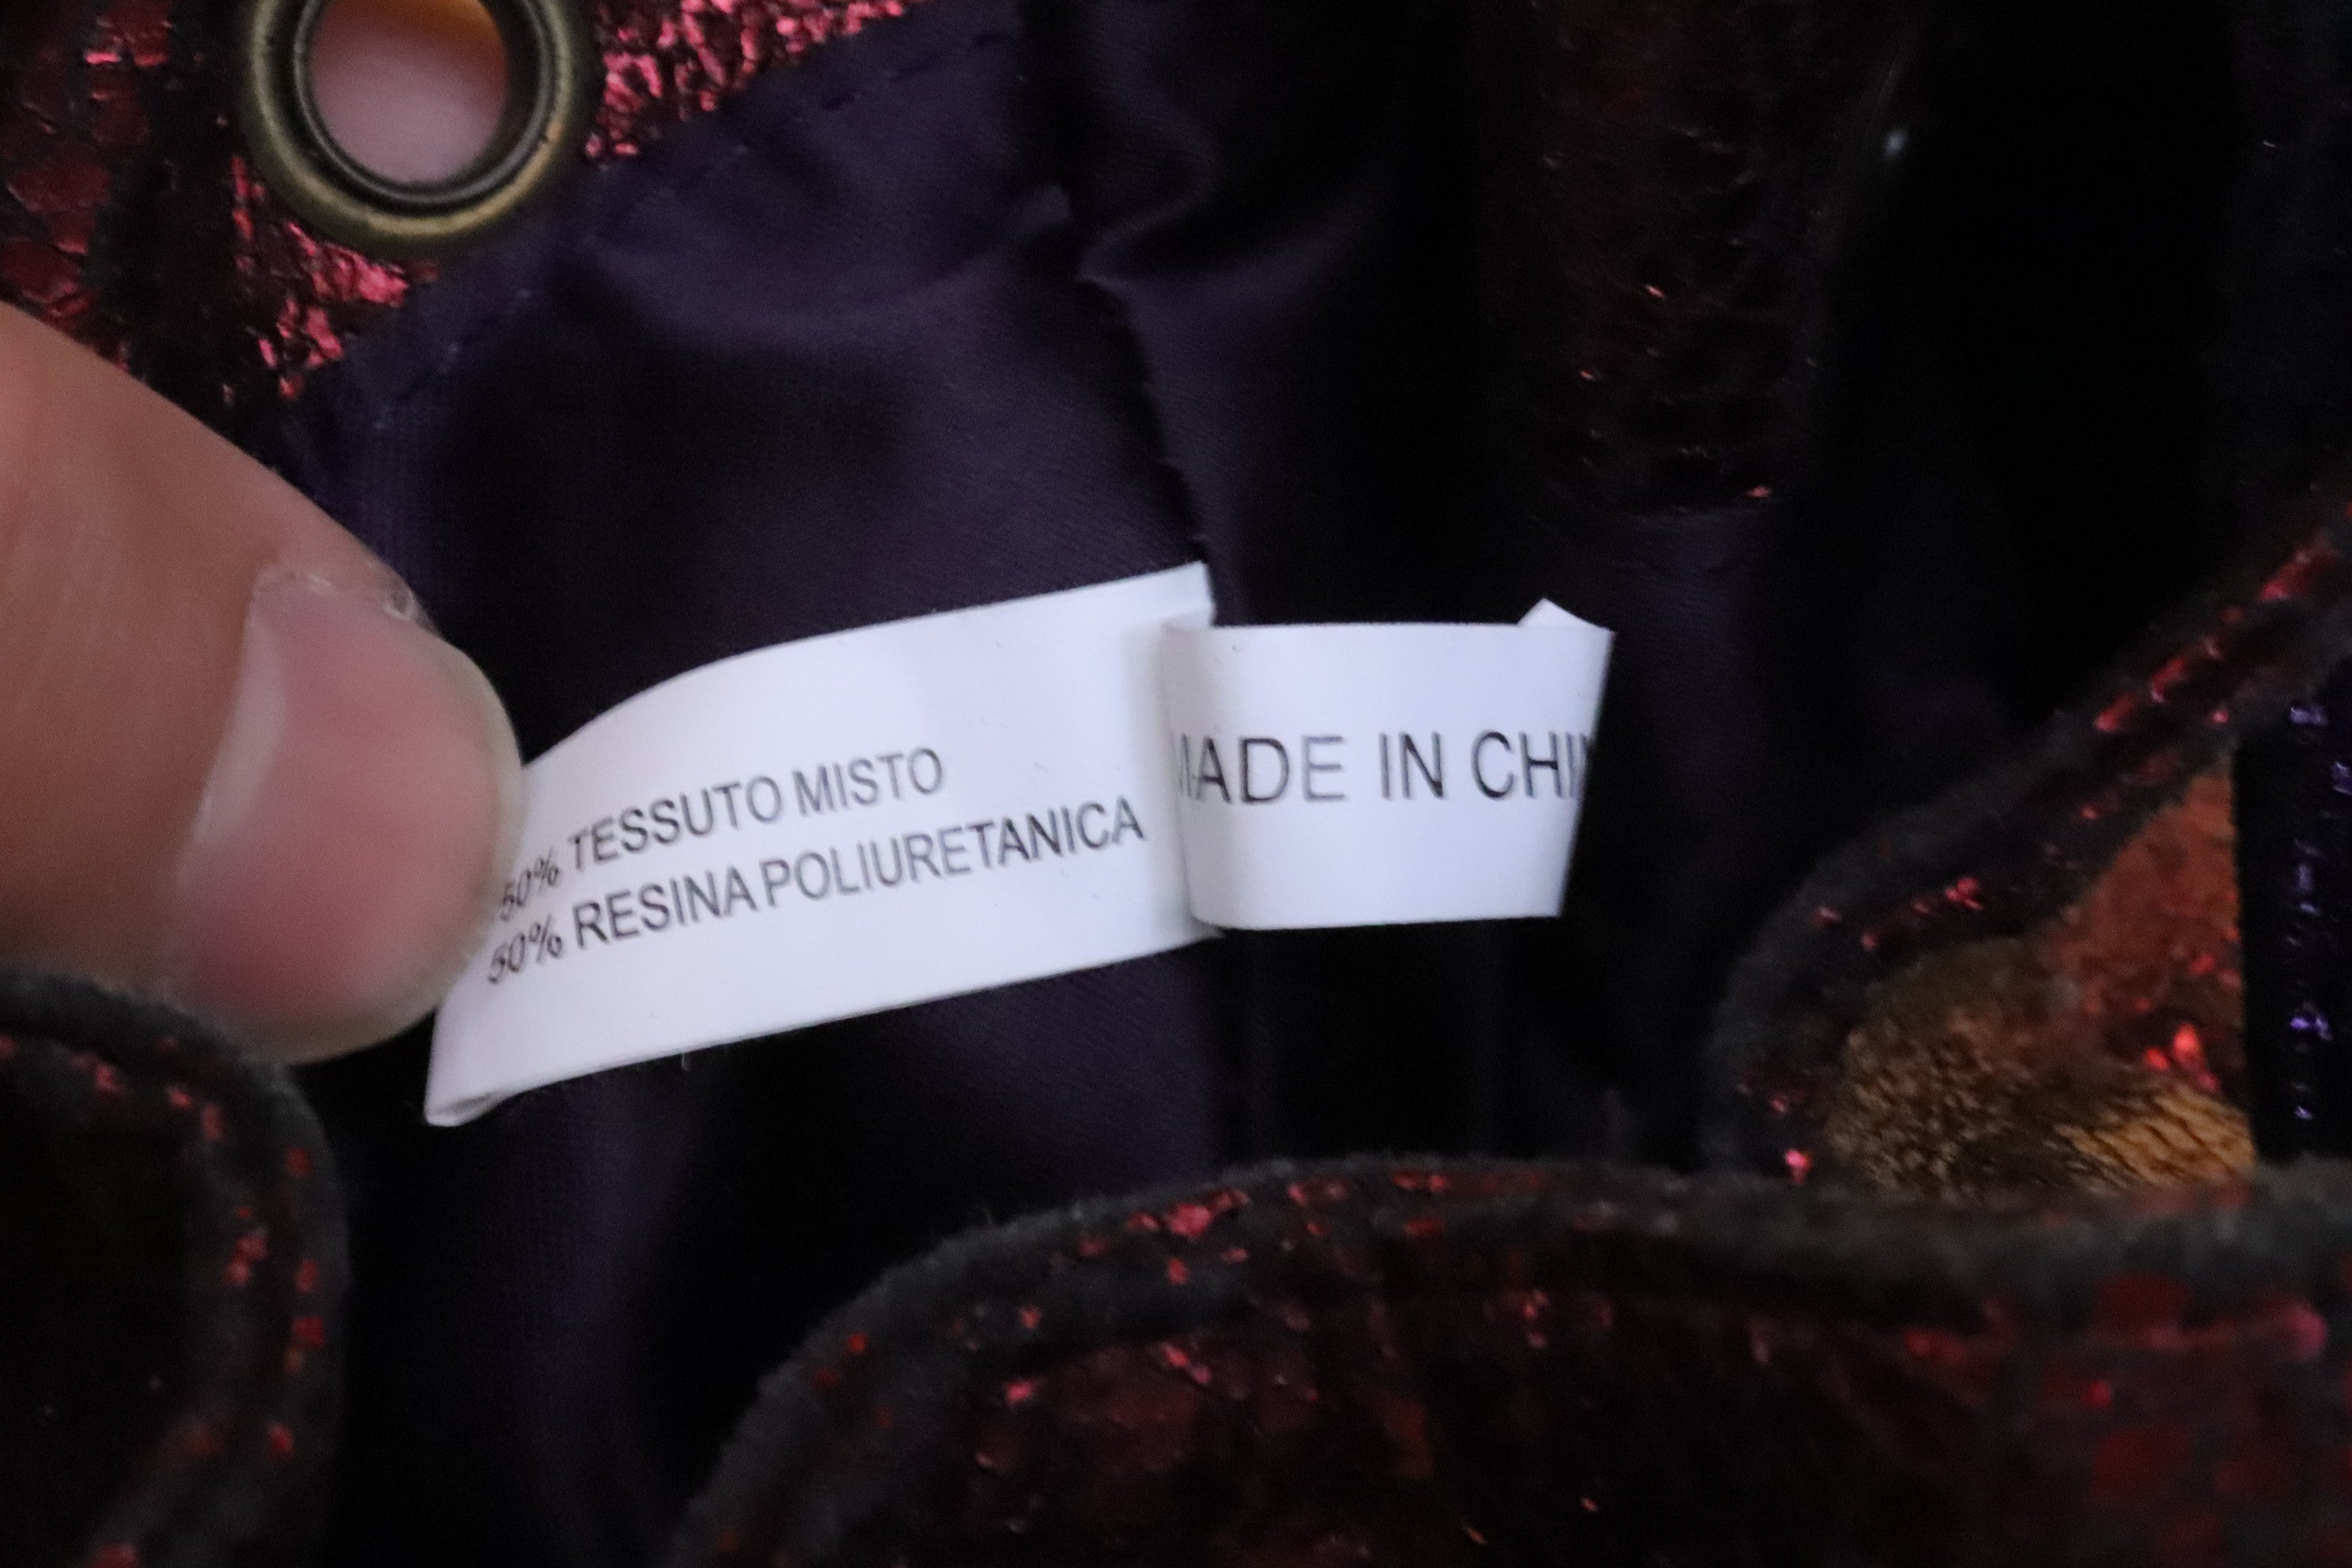 50% TESSUTO MISTO
50% RESINA POLIURETANICA
MADE IN CHI